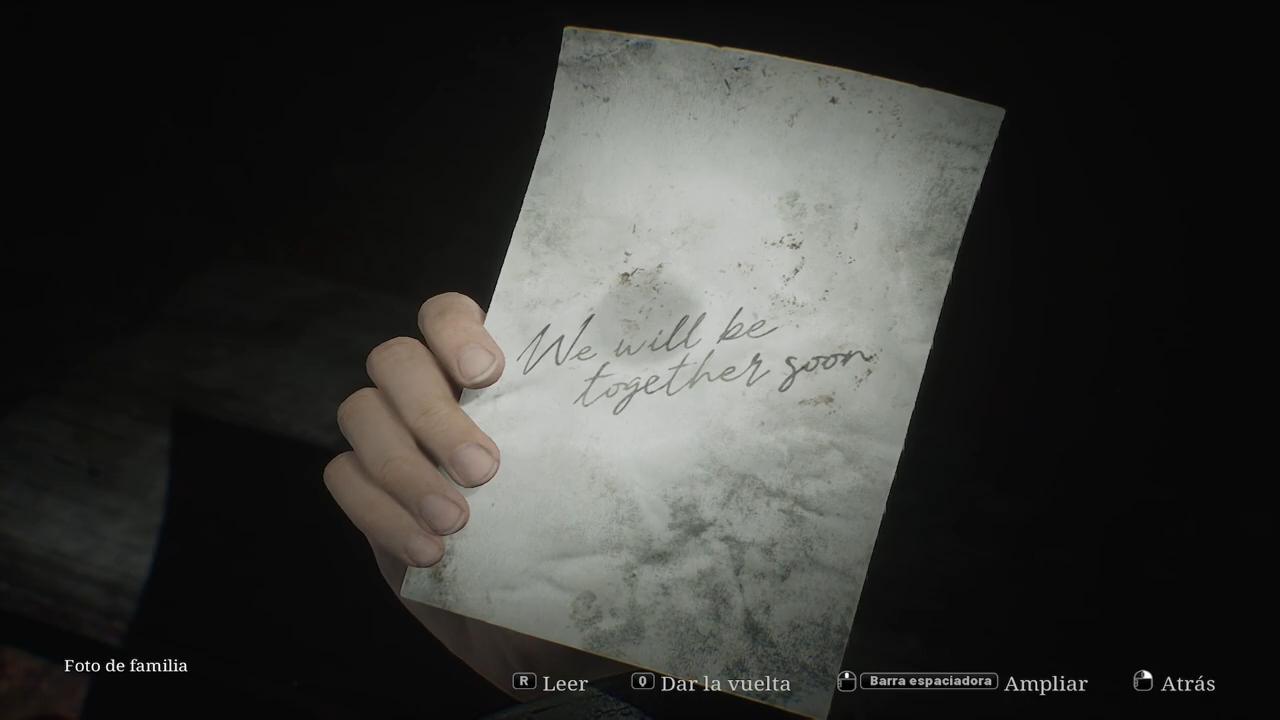 We will be
together soon
Foto de familia
R Leer
Q Dar la vuelta
Barra espaciadora Ampliar
Atrás